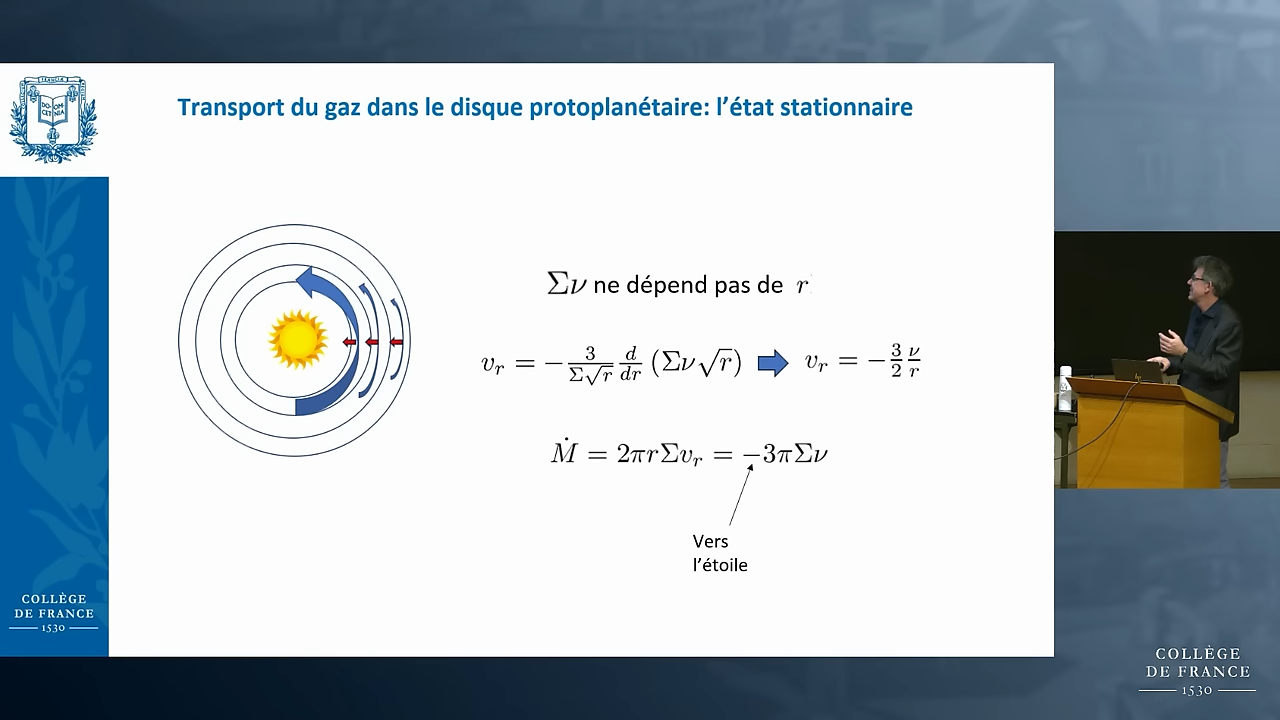 Transport du gaz dans le disque protoplanétaire: l’état stationnaire
Σν ne dépend pas de r
v_r = − 3/(Σ√r) d/dr (Σν√r) v_r = − 3/2 ν/r
Ṁ = 2πrΣv_r = −3πΣν
Vers
l’étoile
COLLÈGE
DE FRANCE
1530
COLLÈGE
DE FRANCE
1530